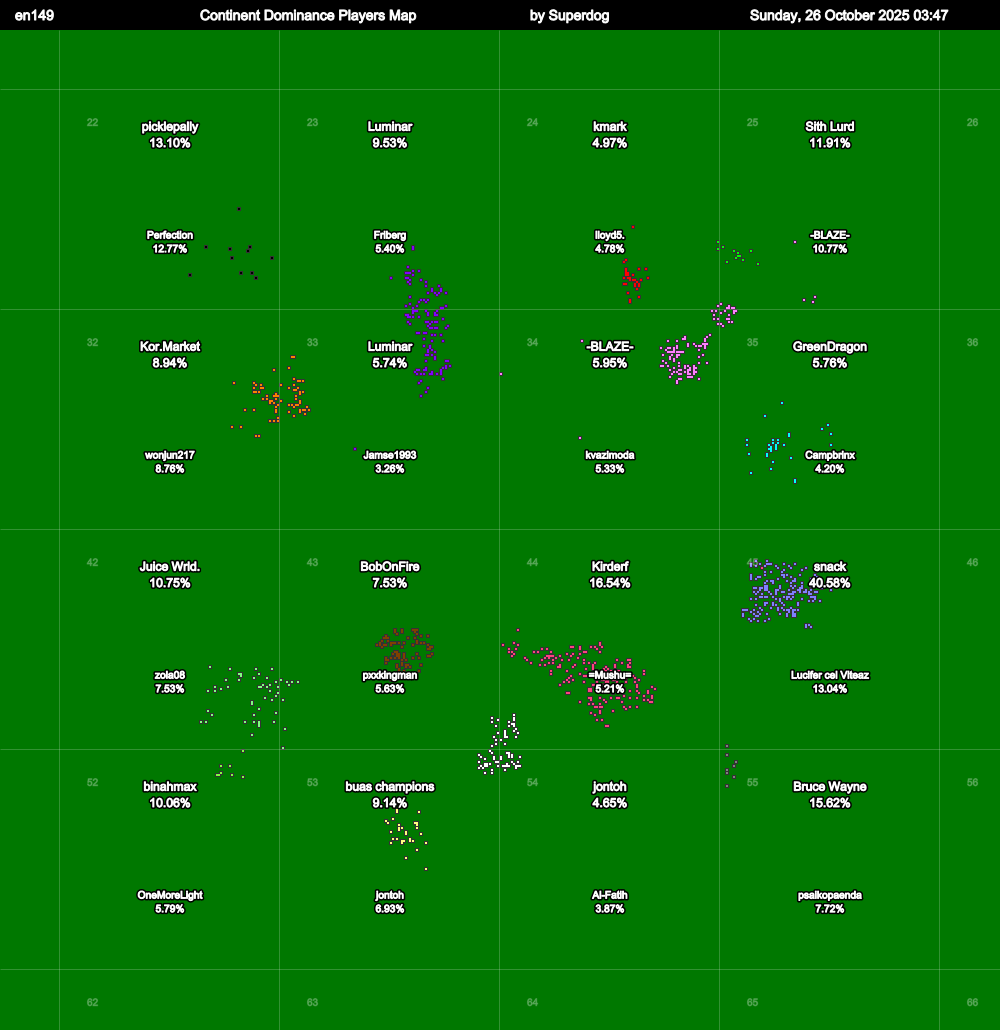 en149 Continent Dominance Players Map by Superdog Sunday, 26 October 2025 03:47
22 23 24 25 26
picklepally Luminar kmark Sith Lurd
13.10% 9.53% 4.97% 11.91%
Perfection Friberg lloyd5. -BLAZE-
12.77% 5.40% 4.78% 10.77%
32 33 34 35 36
Kor.Market Luminar -BLAZE- GreenDragon
8.94% 5.74% 5.95% 5.76%
wonjun217 Jamse1993 kvazimoda Campbrinx
8.76% 3.26% 5.33% 4.20%
42 43 44 45 46
Juice Wrld. BobOnFire Kirderf snack
10.75% 7.53% 16.54% 40.58%
zola08 pxxkingman =Mushu= Lucifer cel Viteaz
7.53% 5.63% 5.21% 13.04%
52 53 54 55 56
binahmax buas champions jontoh Bruce Wayne
10.06% 9.14% 4.65% 15.62%
OneMoreLight jontoh Al-Fatih psalkopaenda
5.79% 6.93% 3.87% 7.72%
62 63 64 65 66